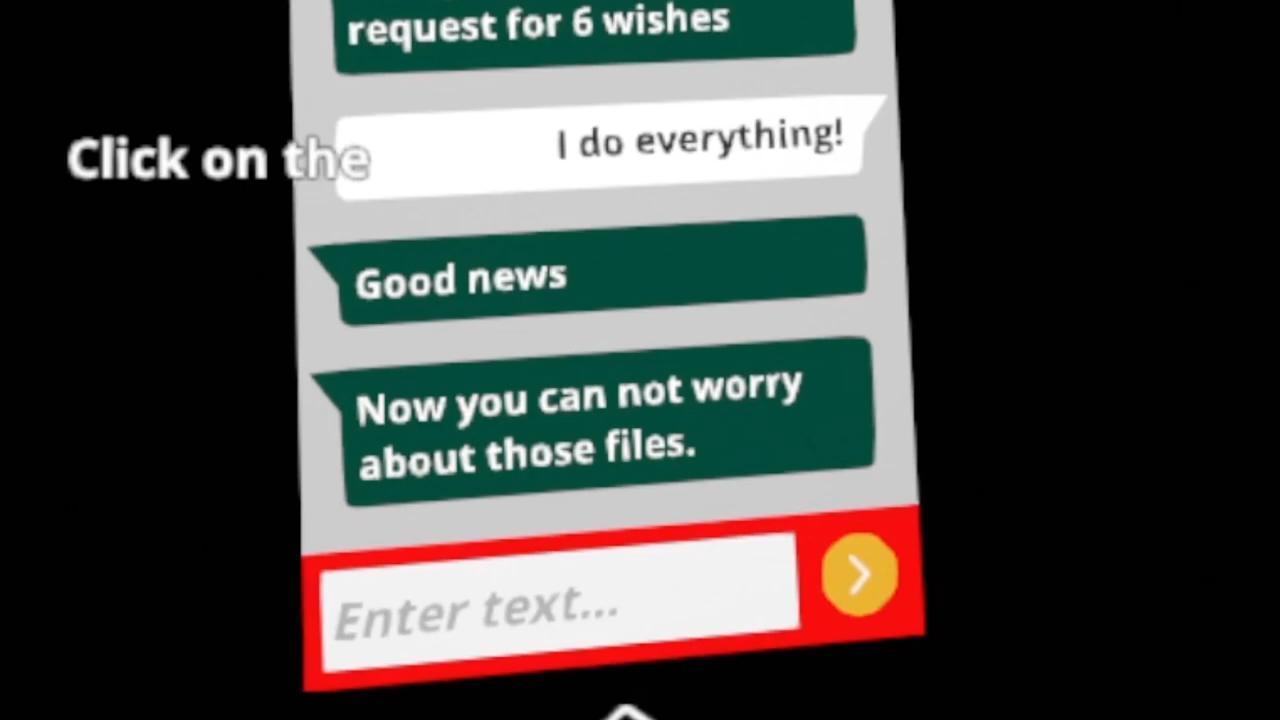 request for 6 wishes
I do everything!
Click on the
Good news
Now you can not worry
about those files.
Enter text...